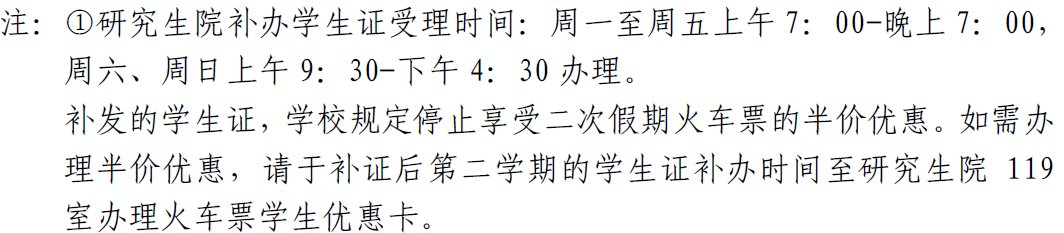 注：①研究生院补办学生证受理时间：周一至周五上午 7：00-晚上 7：00，
周六、周日上午 9：30-下午 4：30 办理。
补发的学生证，学校规定停止享受二次假期火车票的半价优惠。如需办
理半价优惠，请于补证后第二学期的学生证补办时间至研究生院 119
室办理火车票学生优惠卡。